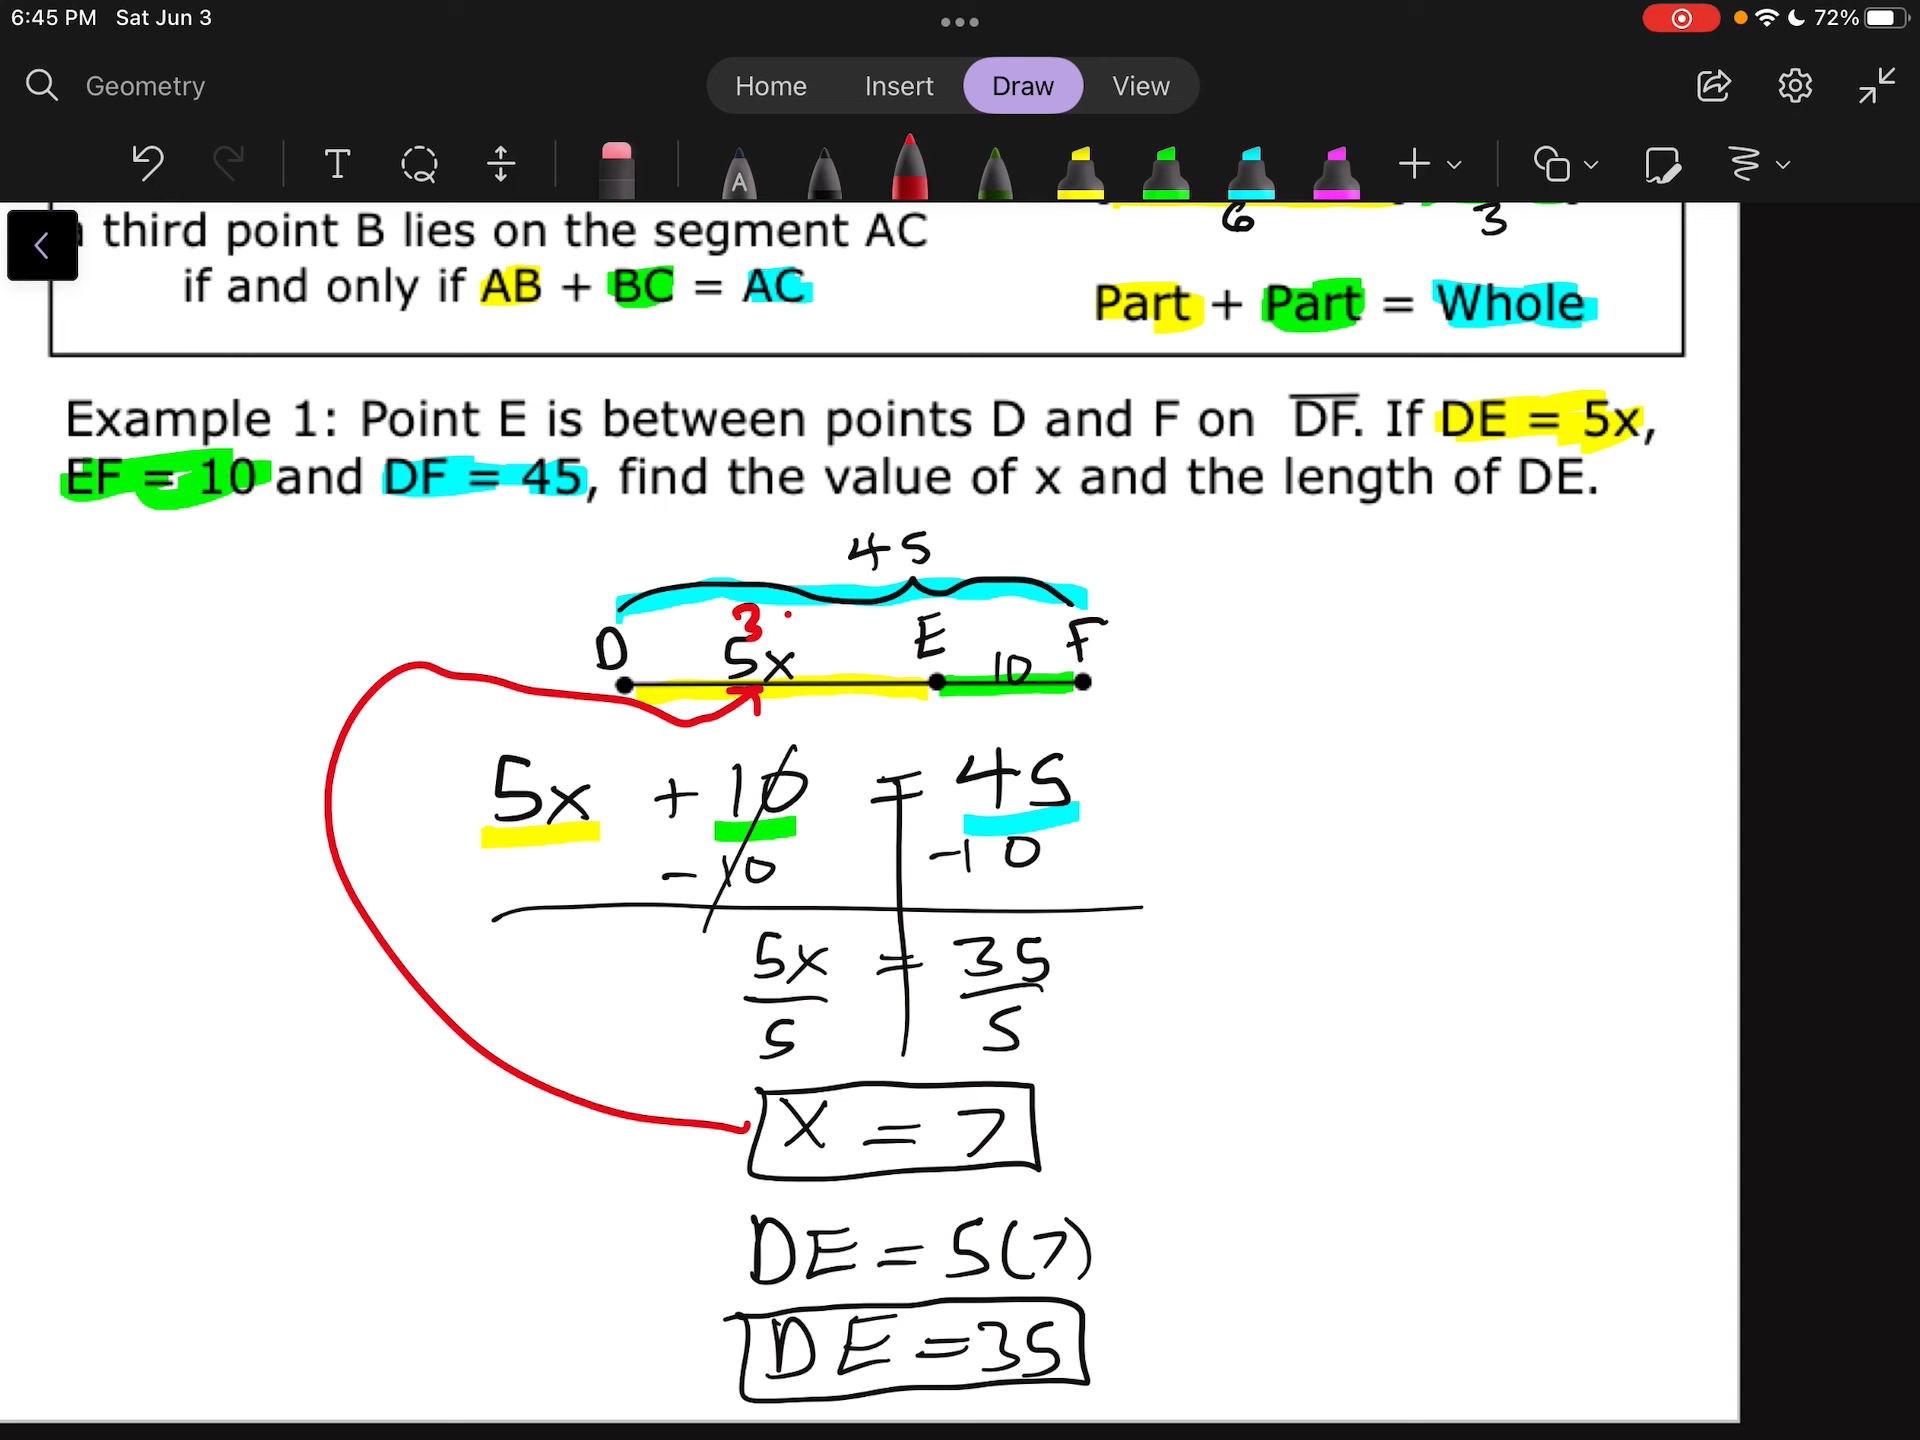 6:45 PM Sat Jun 3
72%
Geometry
Home Insert Draw View
T
A
third point B lies on the segment AC
if and only if AB + BC = AC
6 3
Part + Part = Whole
Example 1: Point E is between points D and F on DF. If DE = 5x,
EF = 10 and DF = 45, find the value of x and the length of DE.
45
3
D 5x E 10 F
5x + 10 = 45
- 10 -10
5x = 35
5 5
x = 7
DE = 5(7)
DE = 35